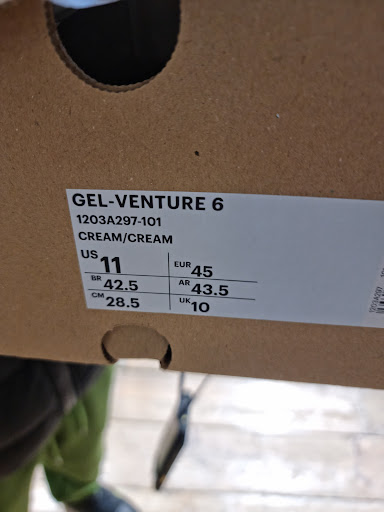 GEL-VENTURE 6
1203A297-101
CREAM/CREAM
US 11 EUR 45
BR 42.5 AR 43.5
CM 28.5 UK 10